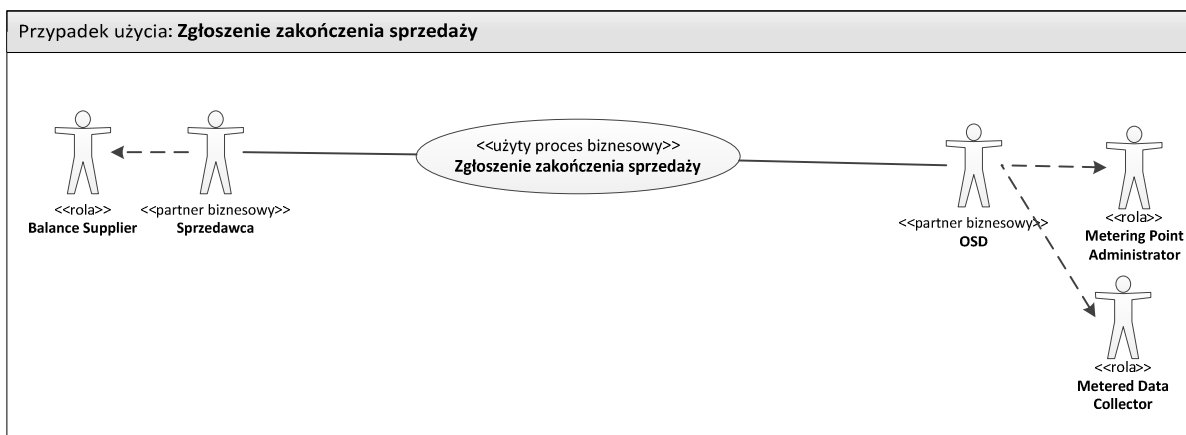 Przypadek użycia: Zgłoszenie zakończenia sprzedaży
<<użyty proces biznesowy>>
Zgłoszenie zakończenia sprzedaży
<<rola>>
Balance Supplier
<<partner biznesowy>>
Sprzedawca
<<partner biznesowy>>
OSD
<<rola>>
Metering Point
Administrator
<<rola>>
Metered Data
Collector